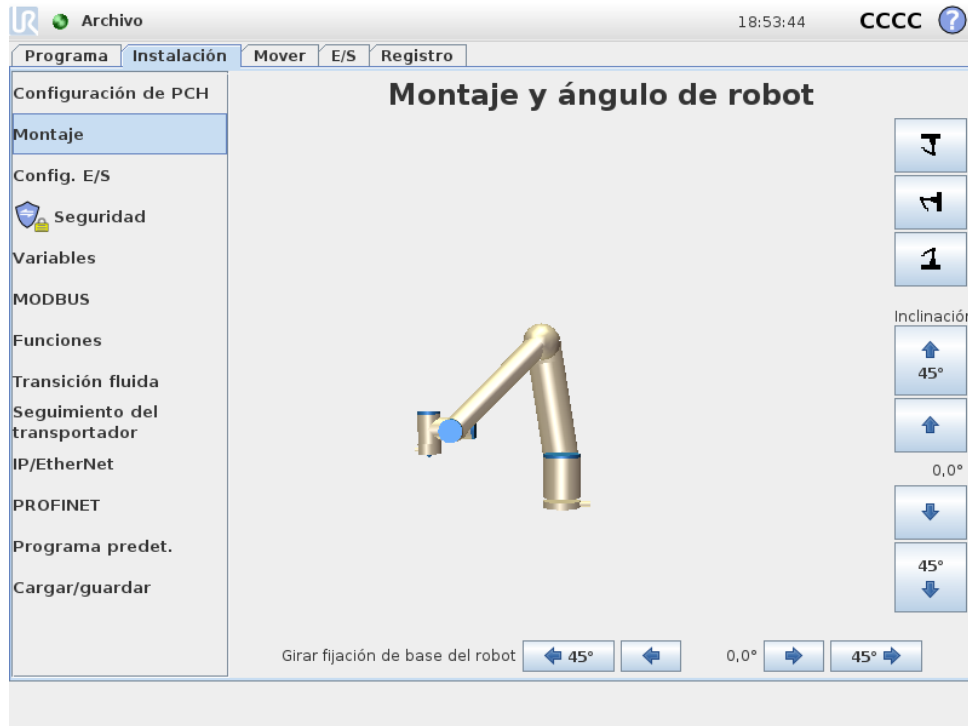 UR Archivo 18:53:44 CCCC ?
Programa Instalación Mover E/S Registro
Configuración de PCH
Montaje
Config. E/S
Seguridad
Variables
MODBUS
Funciones
Transición fluida
Seguimiento del
transportador
IP/EtherNet
PROFINET
Programa predet.
Cargar/guardar
Montaje y ángulo de robot
Inclinación
45°
0,0°
45°
Girar fijación de base del robot 45° 0,0° 45°